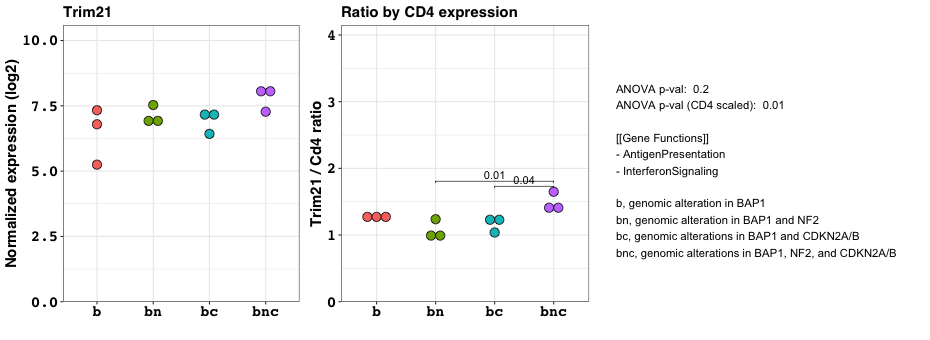 Trim21
Normalized expression (log2)
10.0
7.5
5.0
2.5
0.0
b bn bc bnc
Ratio by CD4 expression
Trim21 / Cd4 ratio
4
3
2
1
0
0.01
0.04
b bn bc bnc
ANOVA p-val: 0.2
ANOVA p-val (CD4 scaled): 0.01
[[Gene Functions]]
- AntigenPresentation
- InterferonSignaling
b, genomic alteration in BAP1
bn, genomic alteration in BAP1 and NF2
bc, genomic alterations in BAP1 and CDKN2A/B
bnc, genomic alterations in BAP1, NF2, and CDKN2A/B